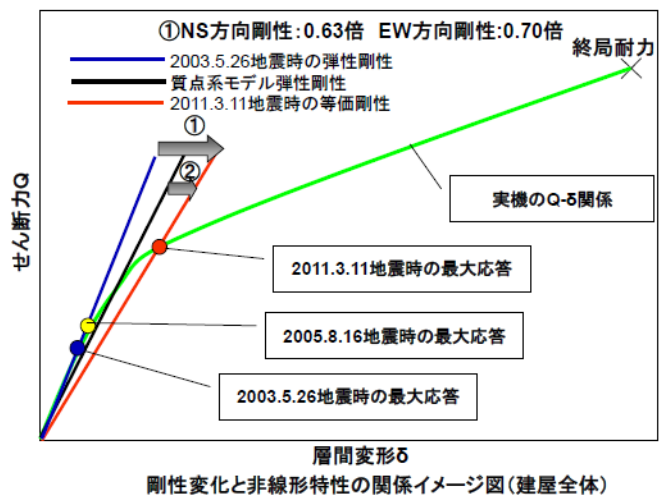 ①NS方向剛性:0.63倍 EW方向剛性:0.70倍
終局耐力
2003.5.26地震時の弾性剛性
質点系モデル弾性剛性
2011.3.11地震時の等価剛性
①
②
実機のQ-δ関係
せん断力Q
2011.3.11地震時の最大応答
2005.8.16地震時の最大応答
2003.5.26地震時の最大応答
層間変形δ
剛性変化と非線形特性の関係イメージ図(建屋全体)